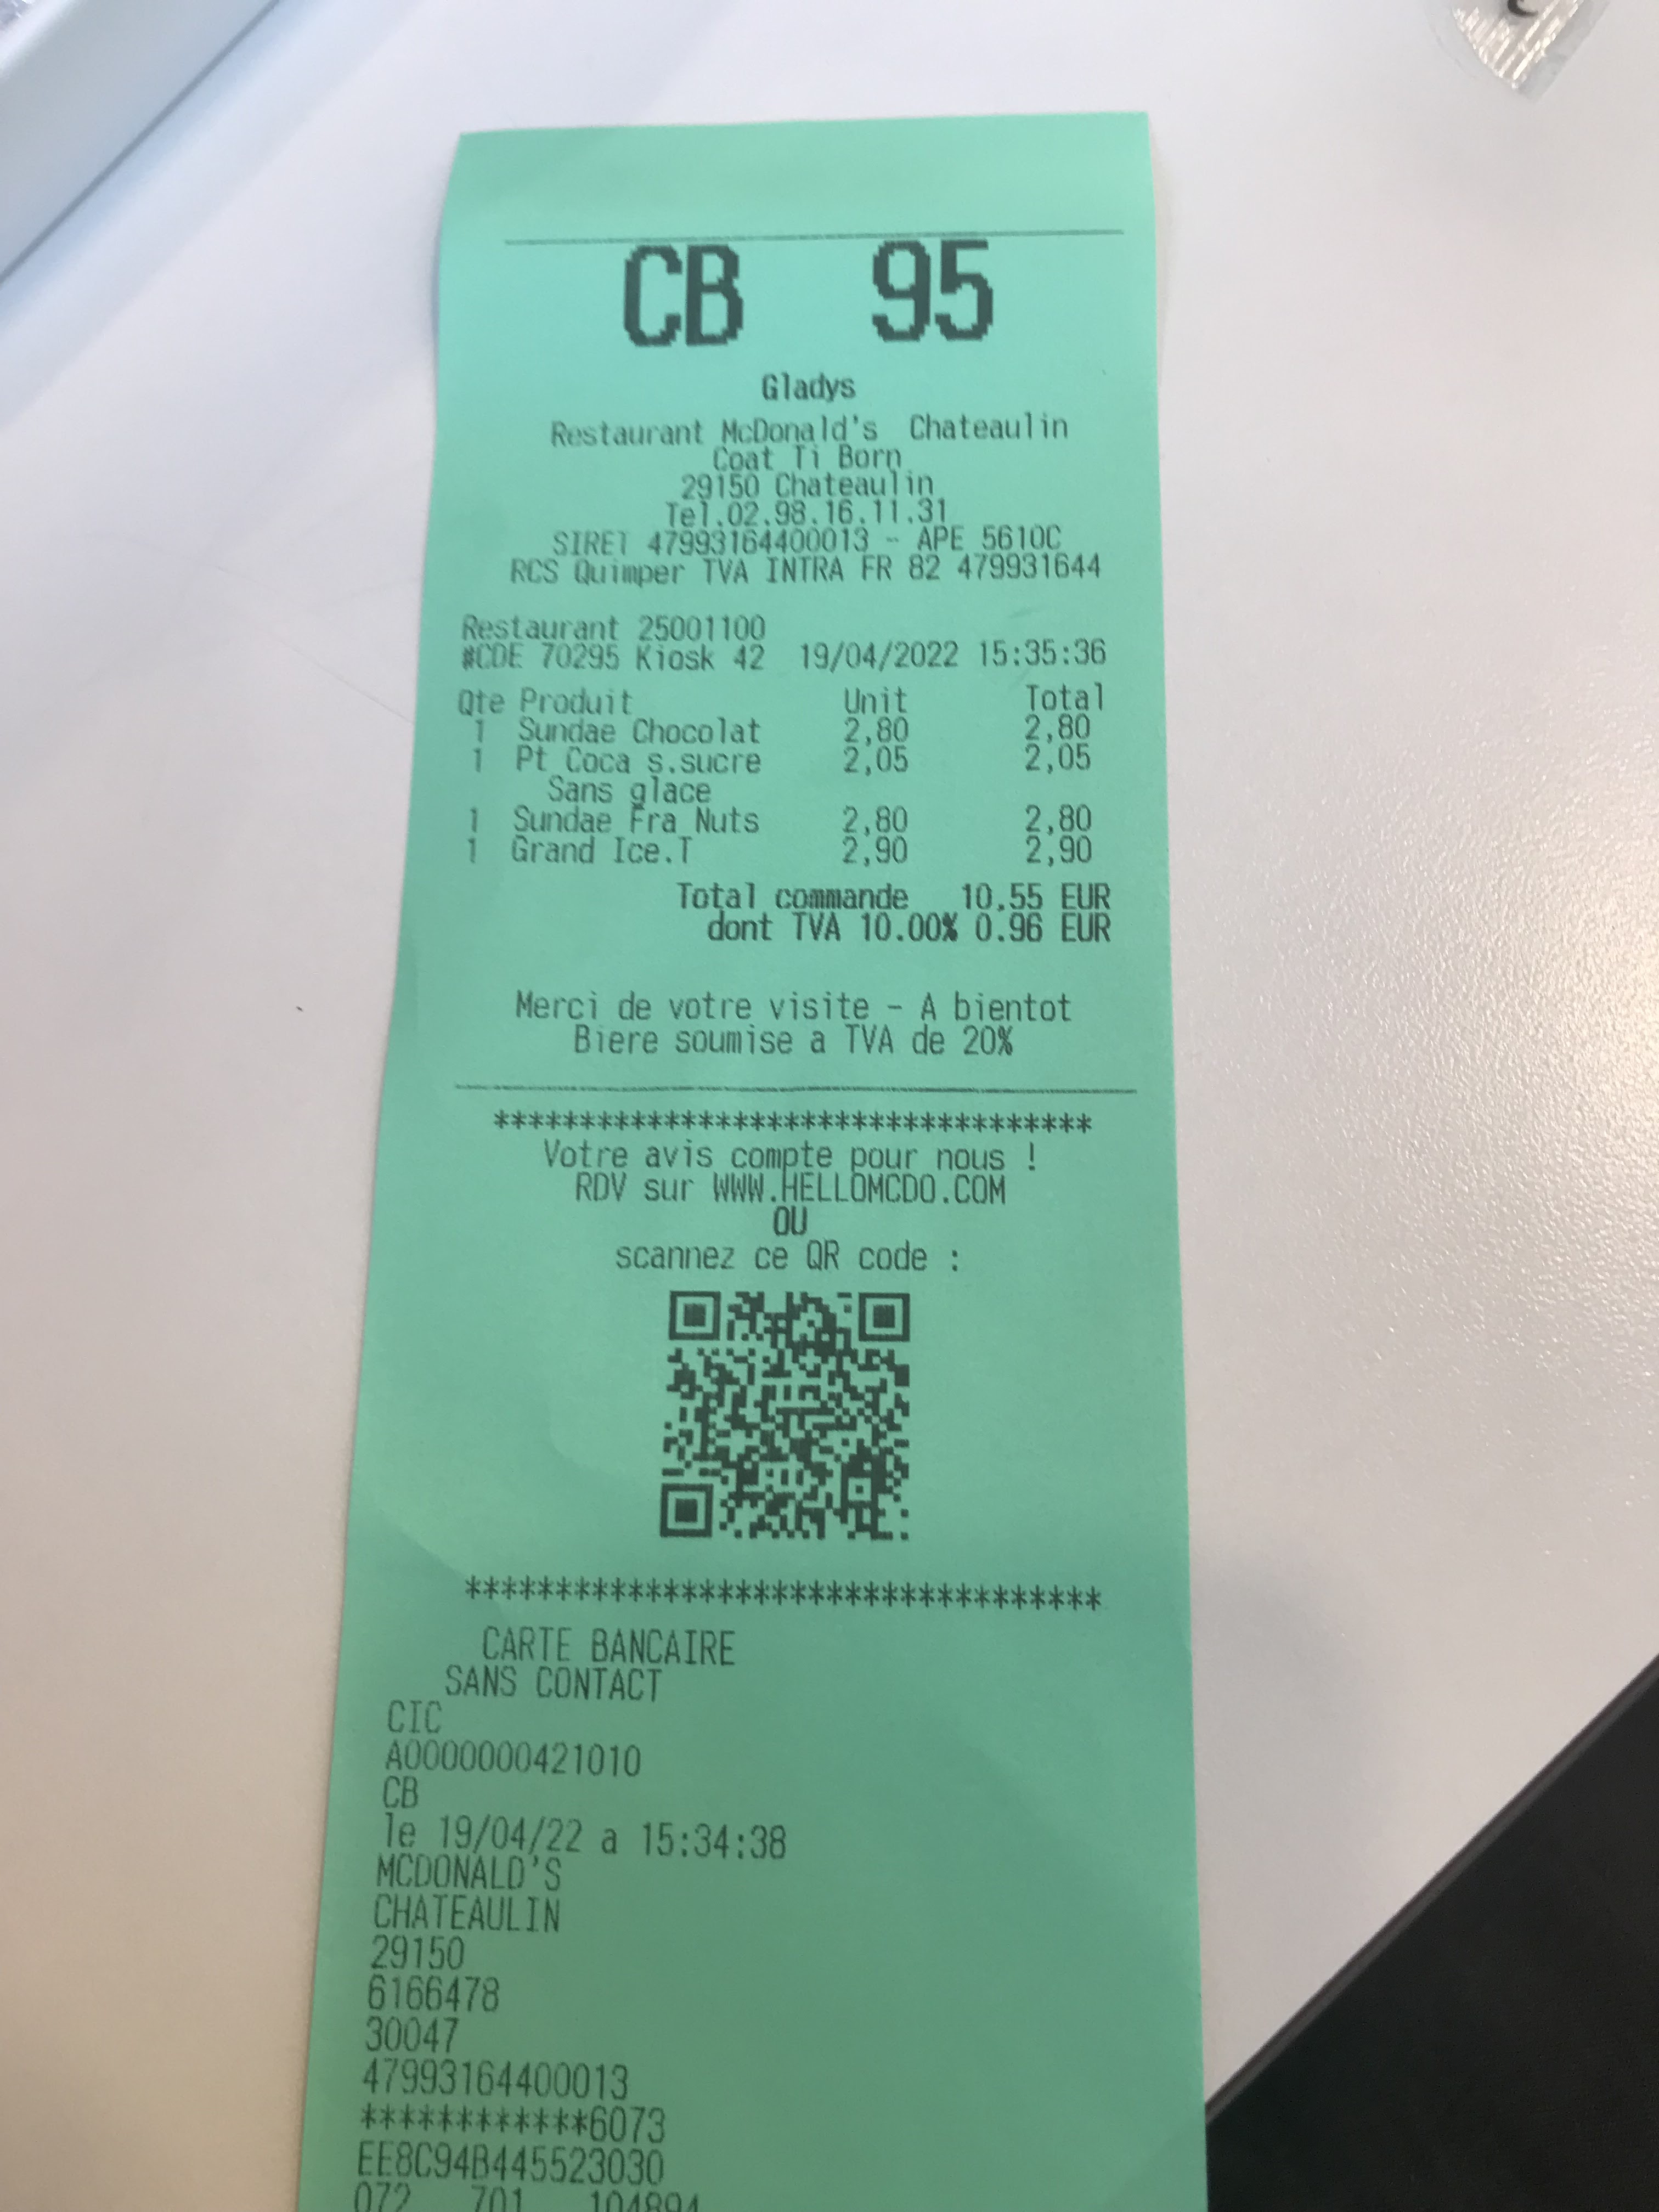 CB 95
Gladys
Restaurant McDonald's Chateaulin
Coat Ti Born
29150 Chateaulin
Tel.02.98.16.11.31
SIRET 47993164400013 - APE 5610C
RCS Quimper TVA INTRA FR 82 479931644
Restaurant 25001100
#CDE 70295 Kiosk 42 19/04/2022 15:35:36
Qte Produit Unit Total
1 Sundae Chocolat 2,80 2,80
1 Pt Coca s.sucre 2,05 2,05
Sans glace
1 Sundae Fra Nuts 2,80 2,80
1 Grand Ice.T 2,90 2,90
Total commande 10.55 EUR
dont TVA 10.00% 0.96 EUR
Merci de votre visite - A bientot
Biere soumise a TVA de 20%
**********************************
Votre avis compte pour nous !
RDV sur WWW.HELLOMCDO.COM
OU
scannez ce QR code :
**********************************
CARTE BANCAIRE
SANS CONTACT
CIC
A0000000421010
CB
le 19/04/22 a 15:34:38
MCDONALD'S
CHATEAULIN
29150
6166478
30047
47993164400013
************6073
EE8C94B445523030
072 701 104894